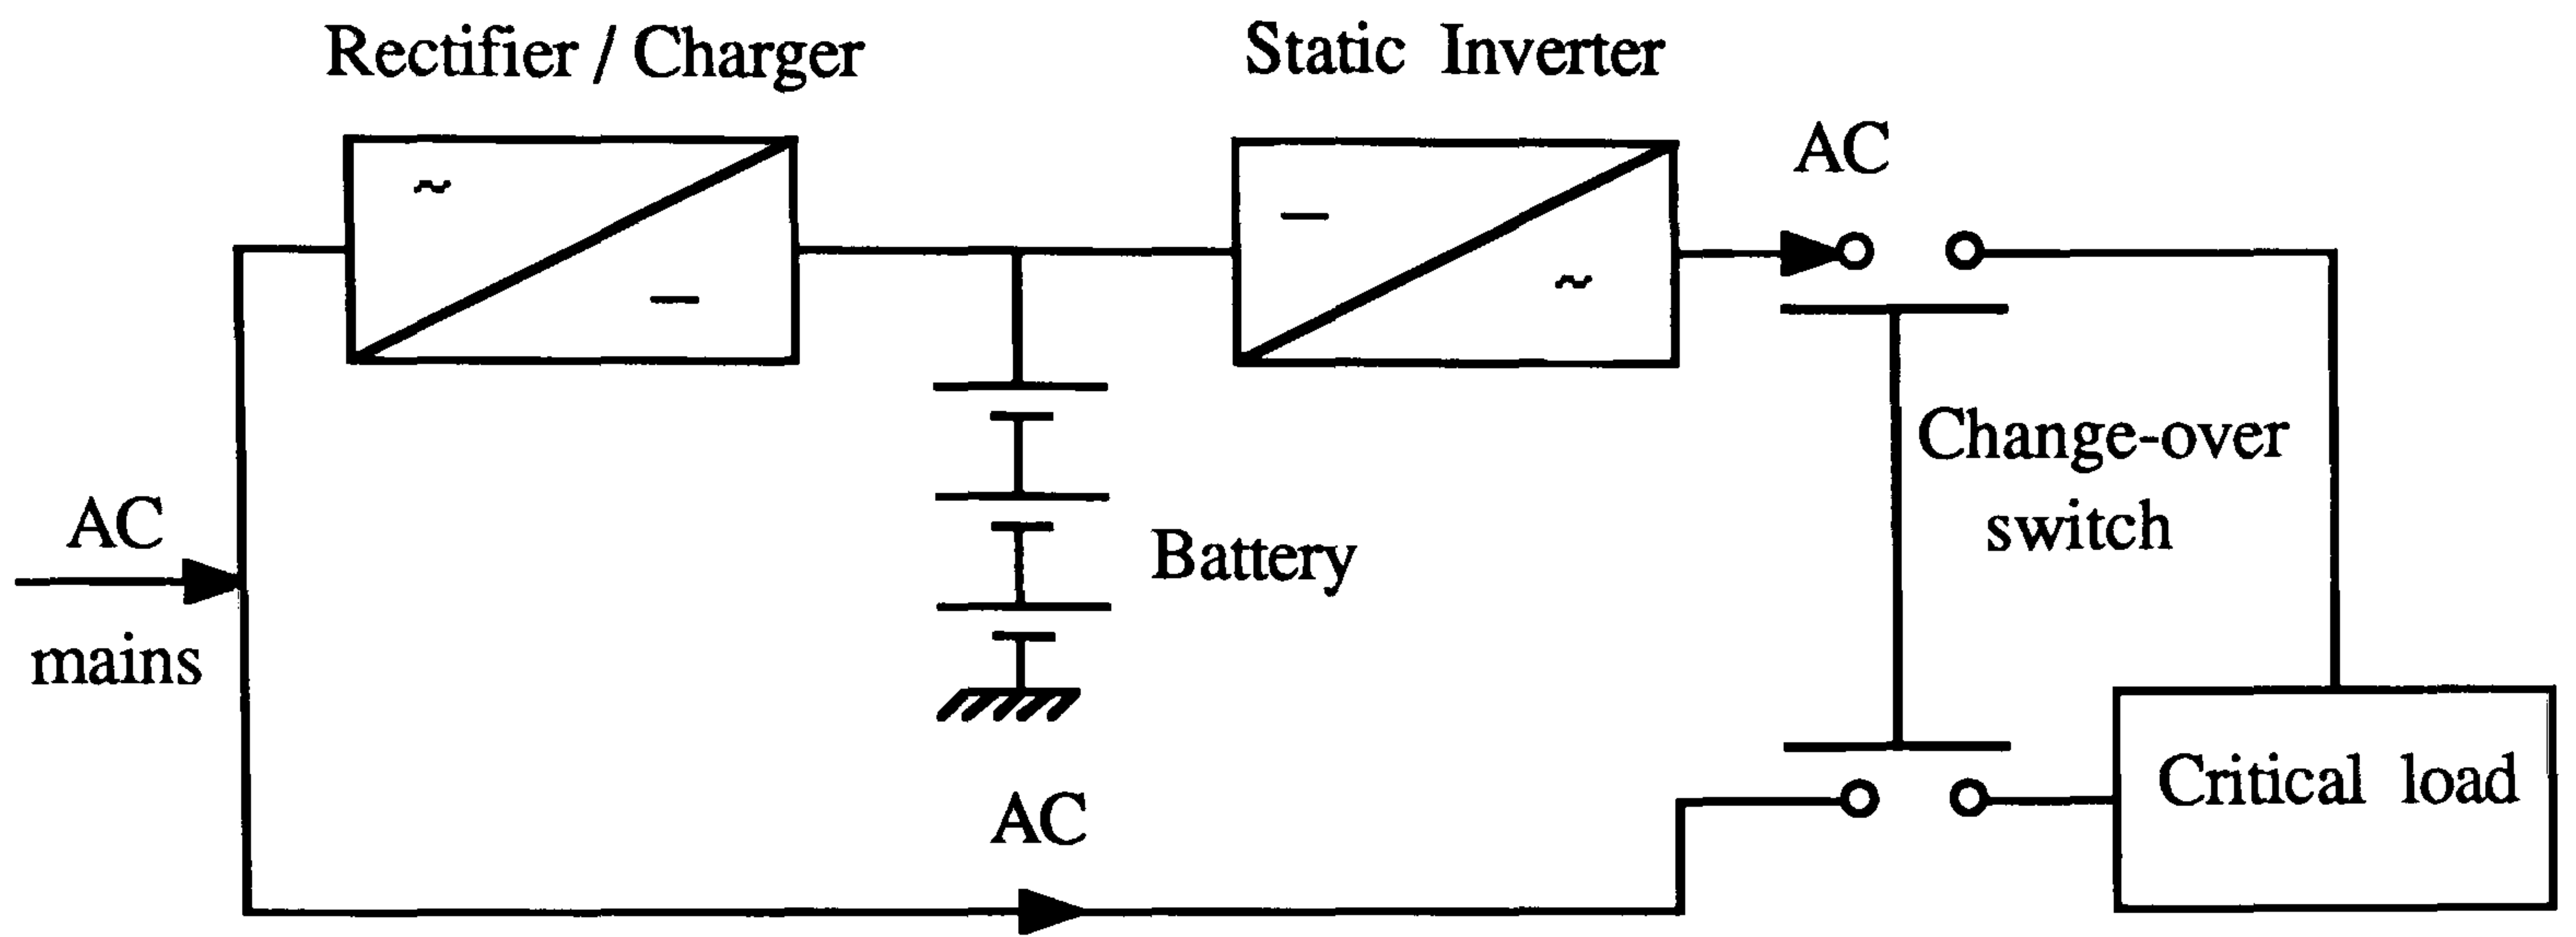 Rectifier / Charger
Static Inverter
~
–
–
~
AC
Change-over
switch
AC
mains
Battery
AC
Critical load